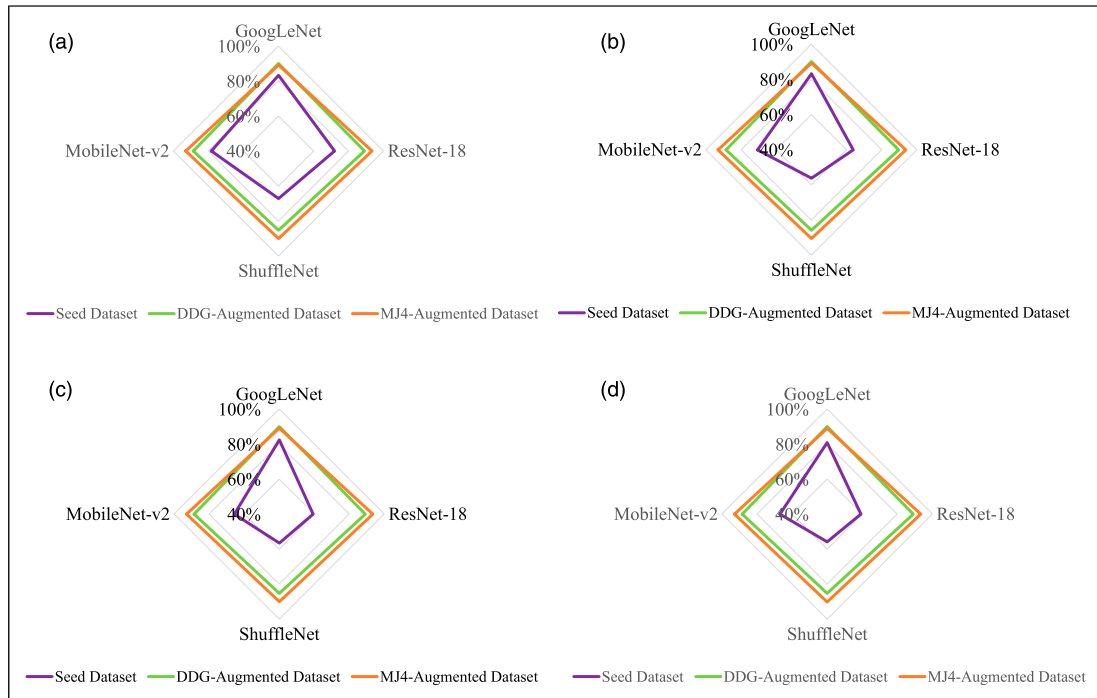 (a)
GoogLeNet
100%
80%
60%
MobileNet-v2 40% ResNet-18
ShuffleNet
Seed Dataset DDG-Augmented Dataset MJ4-Augmented Dataset
(b)
GoogLeNet
100%
80%
60%
MobileNet-v2 40% ResNet-18
ShuffleNet
Seed Dataset DDG-Augmented Dataset MJ4-Augmented Dataset
(c)
GoogLeNet
100%
80%
60%
MobileNet-v2 40% ResNet-18
ShuffleNet
Seed Dataset DDG-Augmented Dataset MJ4-Augmented Dataset
(d)
GoogLeNet
100%
80%
60%
MobileNet-v2 40% ResNet-18
ShuffleNet
Seed Dataset DDG-Augmented Dataset MJ4-Augmented Dataset